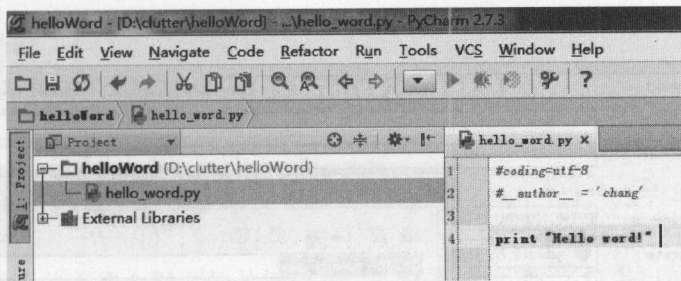 helloWord - [D:\clutter\helloWord] - ...\hello_word.py - PyCharm 2.7.3
File Edit View Navigate Code Refactor Run Tools VCS Window Help
helloWord hello_word.py
Project
hello_word.py ×
1: Project
helloWord (D:\clutter\helloWord)
hello_word.py
External Libraries
1 #coding=utf-8
2 #__author__ = 'chang'
3
4 print "Hello word!"